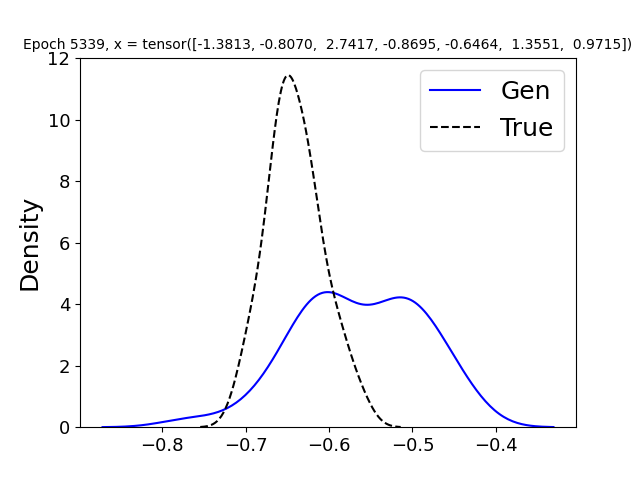 Epoch 5339, x = tensor([-1.3813, -0.8070,  2.7417, -0.8695, -0.6464,  1.3551,  0.9715])
12
10
8
6
4
2
0
Density
Gen
True
−0.8 −0.7 −0.6 −0.5 −0.4